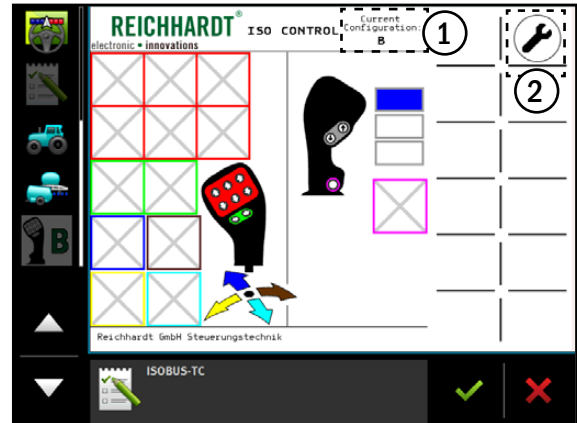 REICHHARDT®
electronic • innovations
ISO CONTROL
Current
Configuration:
B
1
2
B
Reichhardt GmbH Steuerungstechnik
ISOBUS-TC